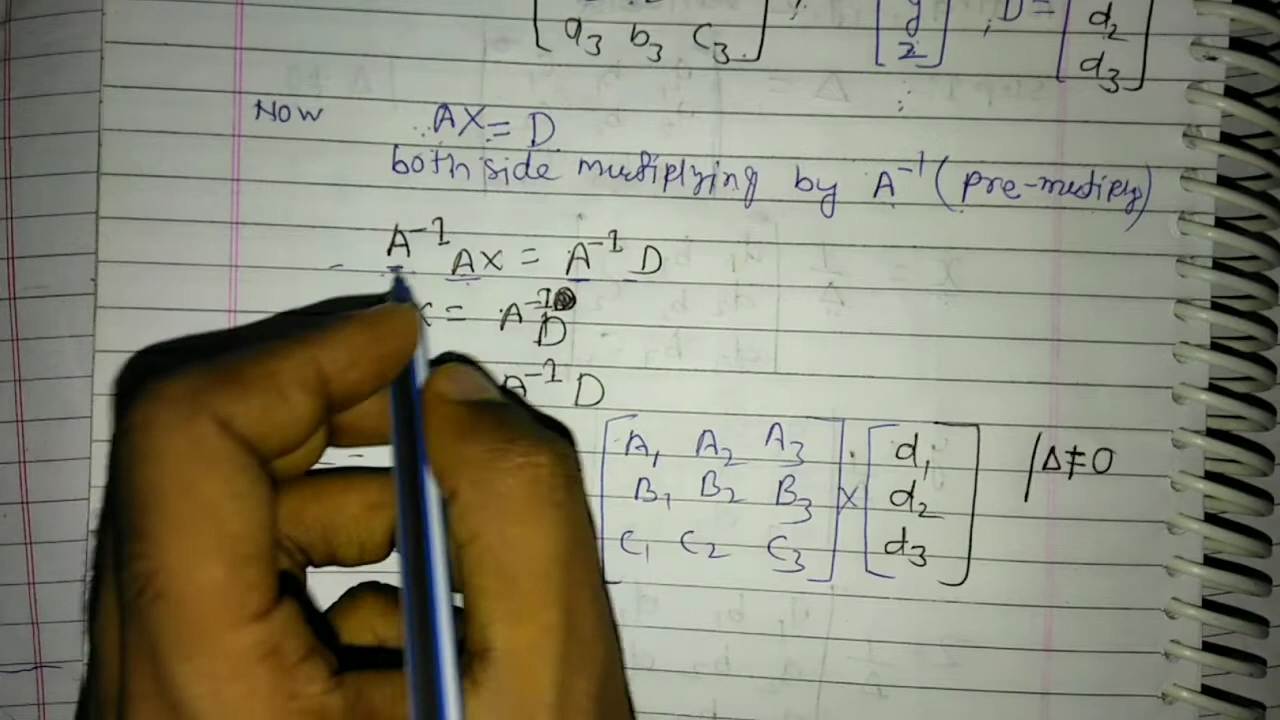 a3 b3 c3 ; y z , D = d2 d3
Now AX = D
both side multiplying by A⁻¹ (pre-multiply)
A⁻¹ AX = A⁻¹ D
X = A⁻¹ D
A⁻¹ D
A1 A2 A3 d1 / Δ ≠ 0
B1 B2 B3 × d2
C1 C2 C3 d3